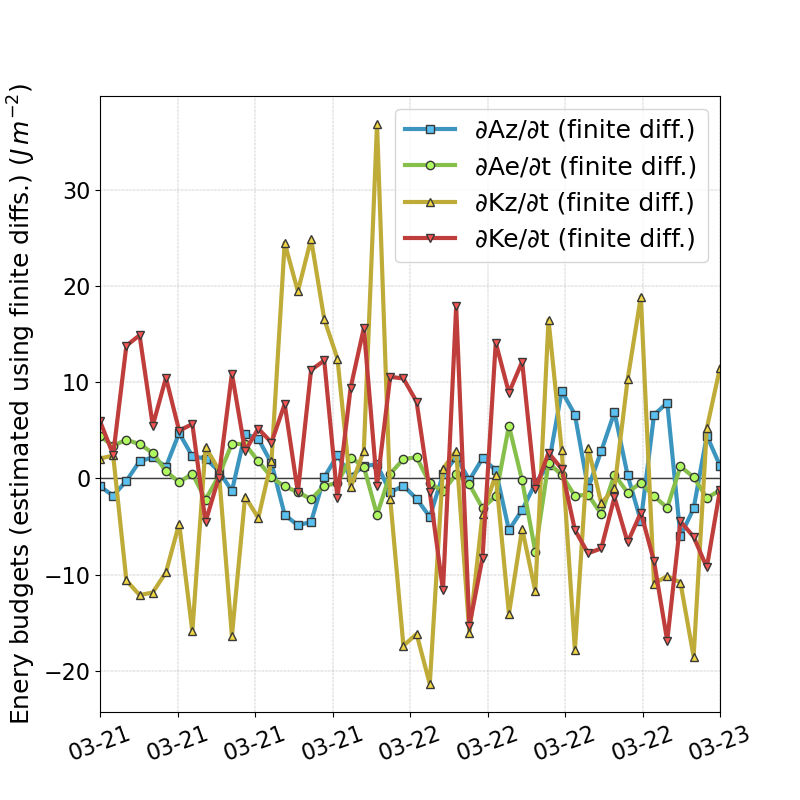 Enery budgets (estimated using finite diffs.) (J m⁻²)
∂Az/∂t (finite diff.)
∂Ae/∂t (finite diff.)
∂Kz/∂t (finite diff.)
∂Ke/∂t (finite diff.)
30
20
10
0
−10
−20
03-21 03-21 03-21 03-21 03-22 03-22 03-22 03-22 03-23